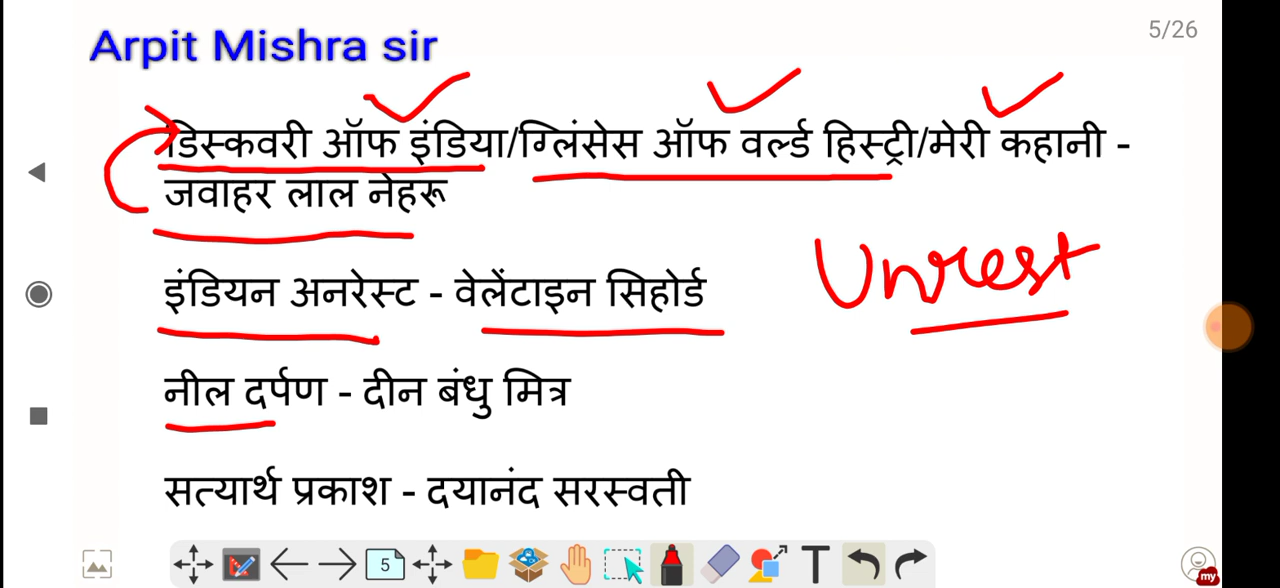 Arpit Mishra sir
5/26
डिस्कवरी ऑफ इंडिया/ग्लिंसेस ऑफ वर्ल्ड हिस्ट्री/मेरी कहानी -
जवाहर लाल नेहरू
Unrest
इंडियन अनरेस्ट - वेलेंटाइन सिहोर्ड
नील दर्पण - दीन बंधु मित्र
सत्यार्थ प्रकाश - दयानंद सरस्वती
5
T
my